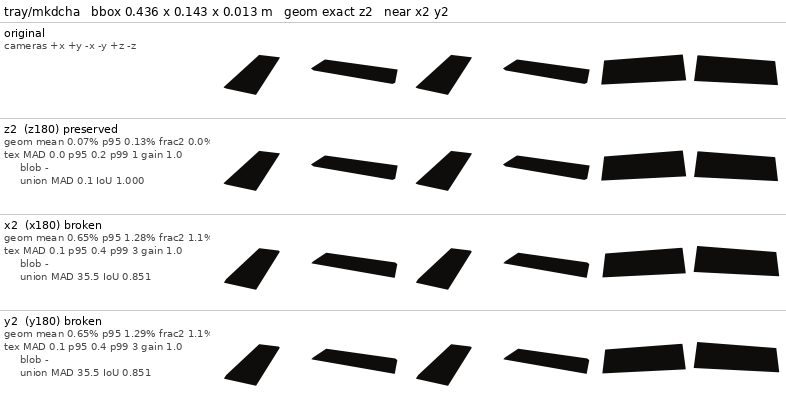 tray/mkdcha   bbox 0.436 x 0.143 x 0.013 m   geom exact z2   near x2 y2
original
cameras +x +y -x -y +z -z
z2  (z180) preserved
geom mean 0.07% p95 0.13% frac2 0.0%
tex MAD 0.0 p95 0.2 p99 1 gain 1.0
blob -
union MAD 0.1 IoU 1.000
x2  (x180) broken
geom mean 0.65% p95 1.28% frac2 1.1%
tex MAD 0.1 p95 0.4 p99 3 gain 1.0
blob -
union MAD 35.5 IoU 0.851
y2  (y180) broken
geom mean 0.65% p95 1.29% frac2 1.1%
tex MAD 0.1 p95 0.4 p99 3 gain 1.0
blob -
union MAD 35.5 IoU 0.851